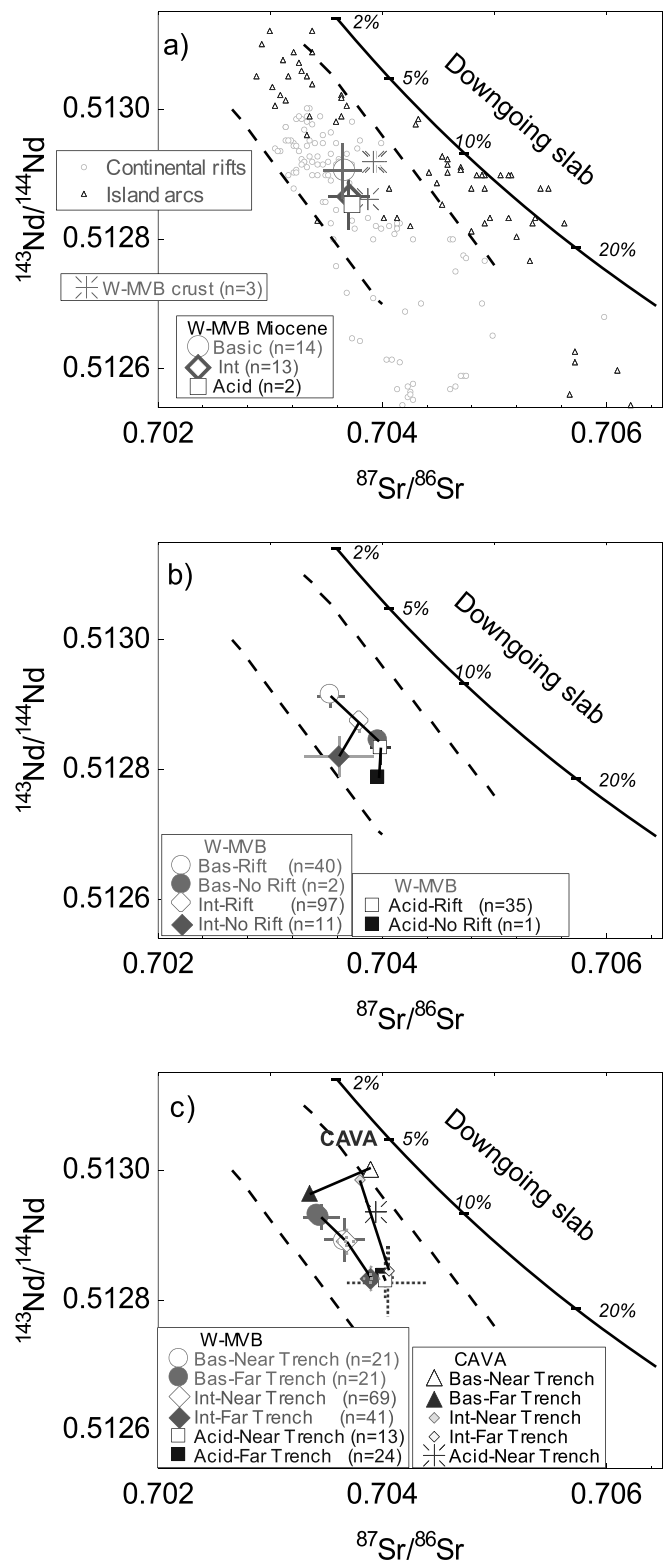 a)
2%
5%
Downgoing slab
10%
20%
0.5130
0.5128
0.5126
¹⁴³Nd/¹⁴⁴Nd
Continental rifts
Island arcs
W-MVB crust (n=3)
W-MVB Miocene
Basic (n=14)
Int (n=13)
Acid (n=2)
0.702 0.704 0.706
⁸⁷Sr/⁸⁶Sr
b)
2%
5%
Downgoing slab
10%
20%
0.5130
0.5128
0.5126
¹⁴³Nd/¹⁴⁴Nd
W-MVB
Bas-Rift (n=40)
Bas-No Rift (n=2)
Int-Rift (n=97)
Int-No Rift (n=11)
W-MVB
Acid-Rift (n=35)
Acid-No Rift (n=1)
0.702 0.704 0.706
⁸⁷Sr/⁸⁶Sr
c)
2%
CAVA
5%
Downgoing slab
10%
20%
0.5130
0.5128
0.5126
¹⁴³Nd/¹⁴⁴Nd
W-MVB
Bas-Near Trench (n=21)
Bas-Far Trench (n=21)
Int-Near Trench (n=69)
Int-Far Trench (n=41)
Acid-Near Trench (n=13)
Acid-Far Trench (n=24)
CAVA
Bas-Near Trench
Bas-Far Trench
Int-Near Trench
Int-Far Trench
Acid-Near Trench
0.702 0.704 0.706
⁸⁷Sr/⁸⁶Sr